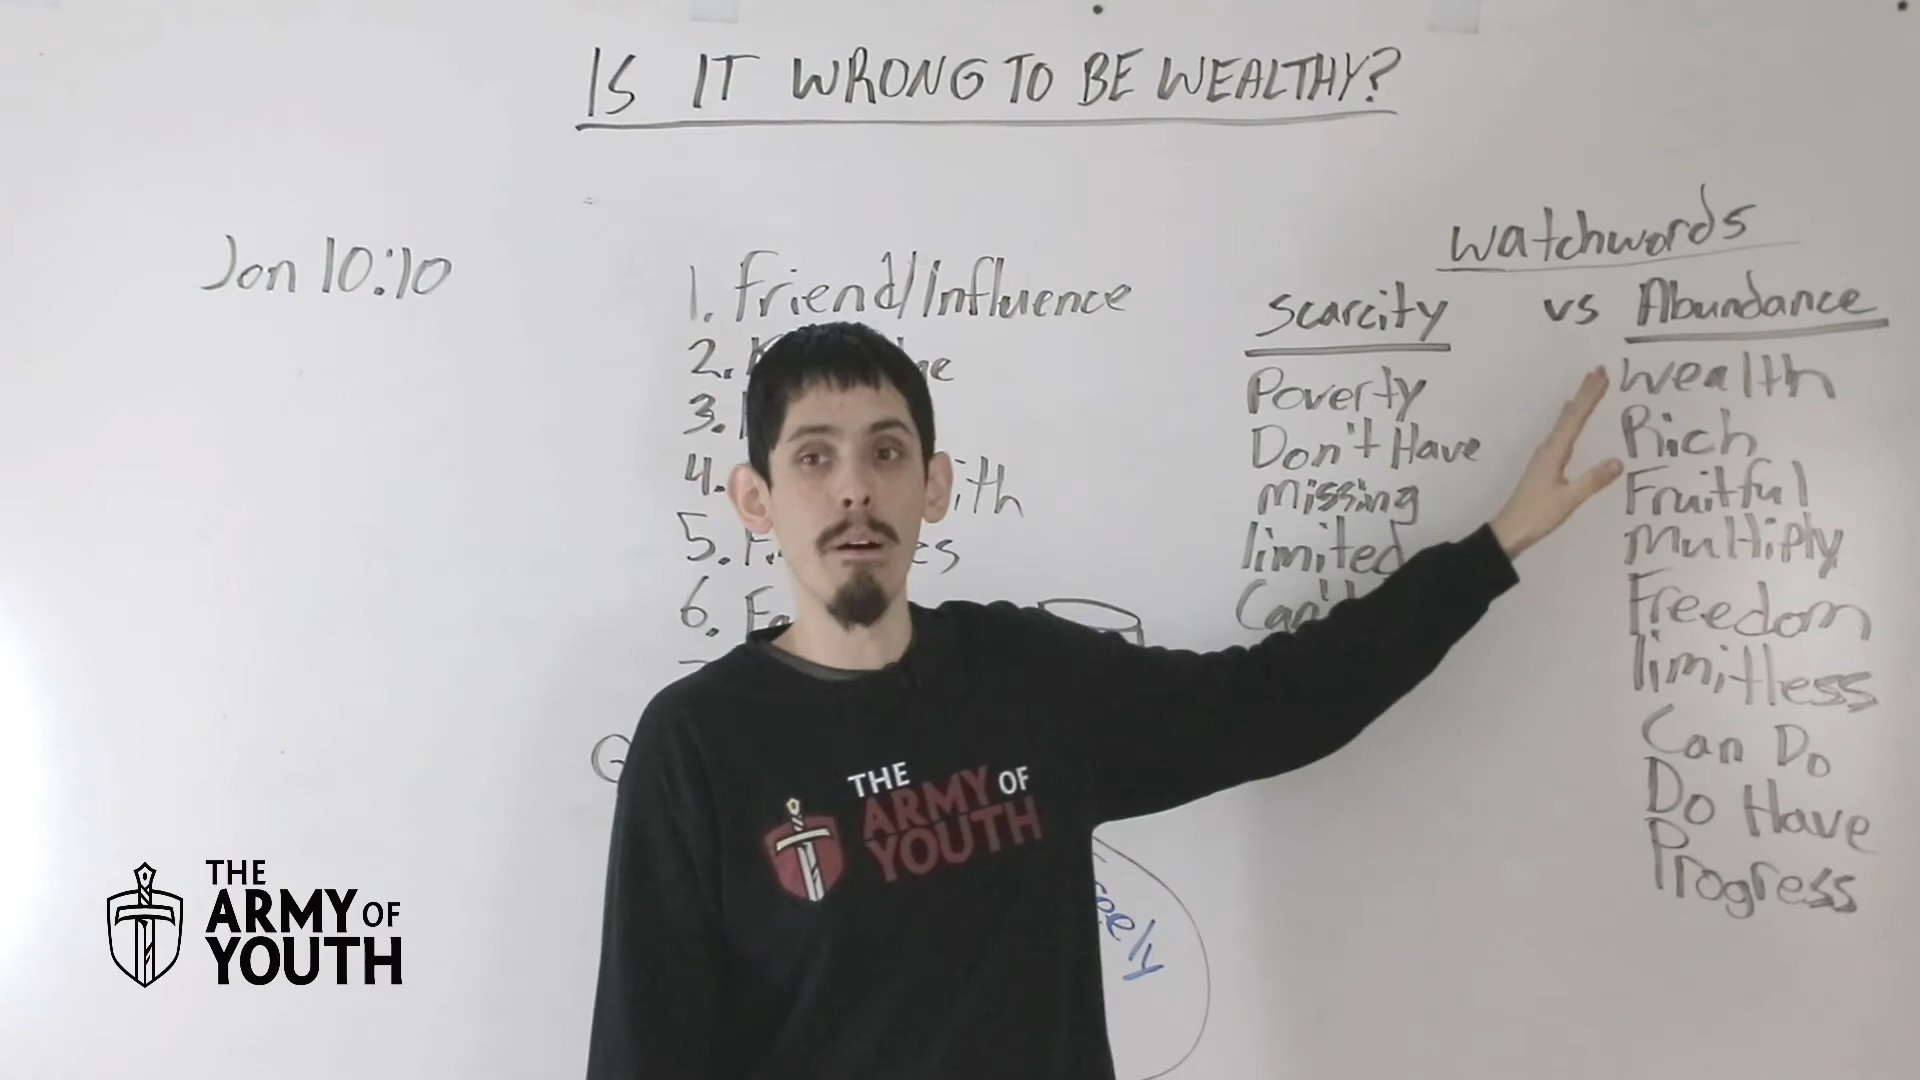 IS IT WRONG TO BE WEALTHY?
Jon 10:10
1. Friend/Influence
2.
3.
4.
5.
6.
Watchwords
Scarcity vs Abundance
Poverty
Don't Have
Missing
limited
Can't
Wealth
Rich
Fruitful
Multiply
Freedom
limitless
Can Do
Do Have
Progress
THE
ARMY OF
YOUTH
THE
ARMY OF
YOUTH